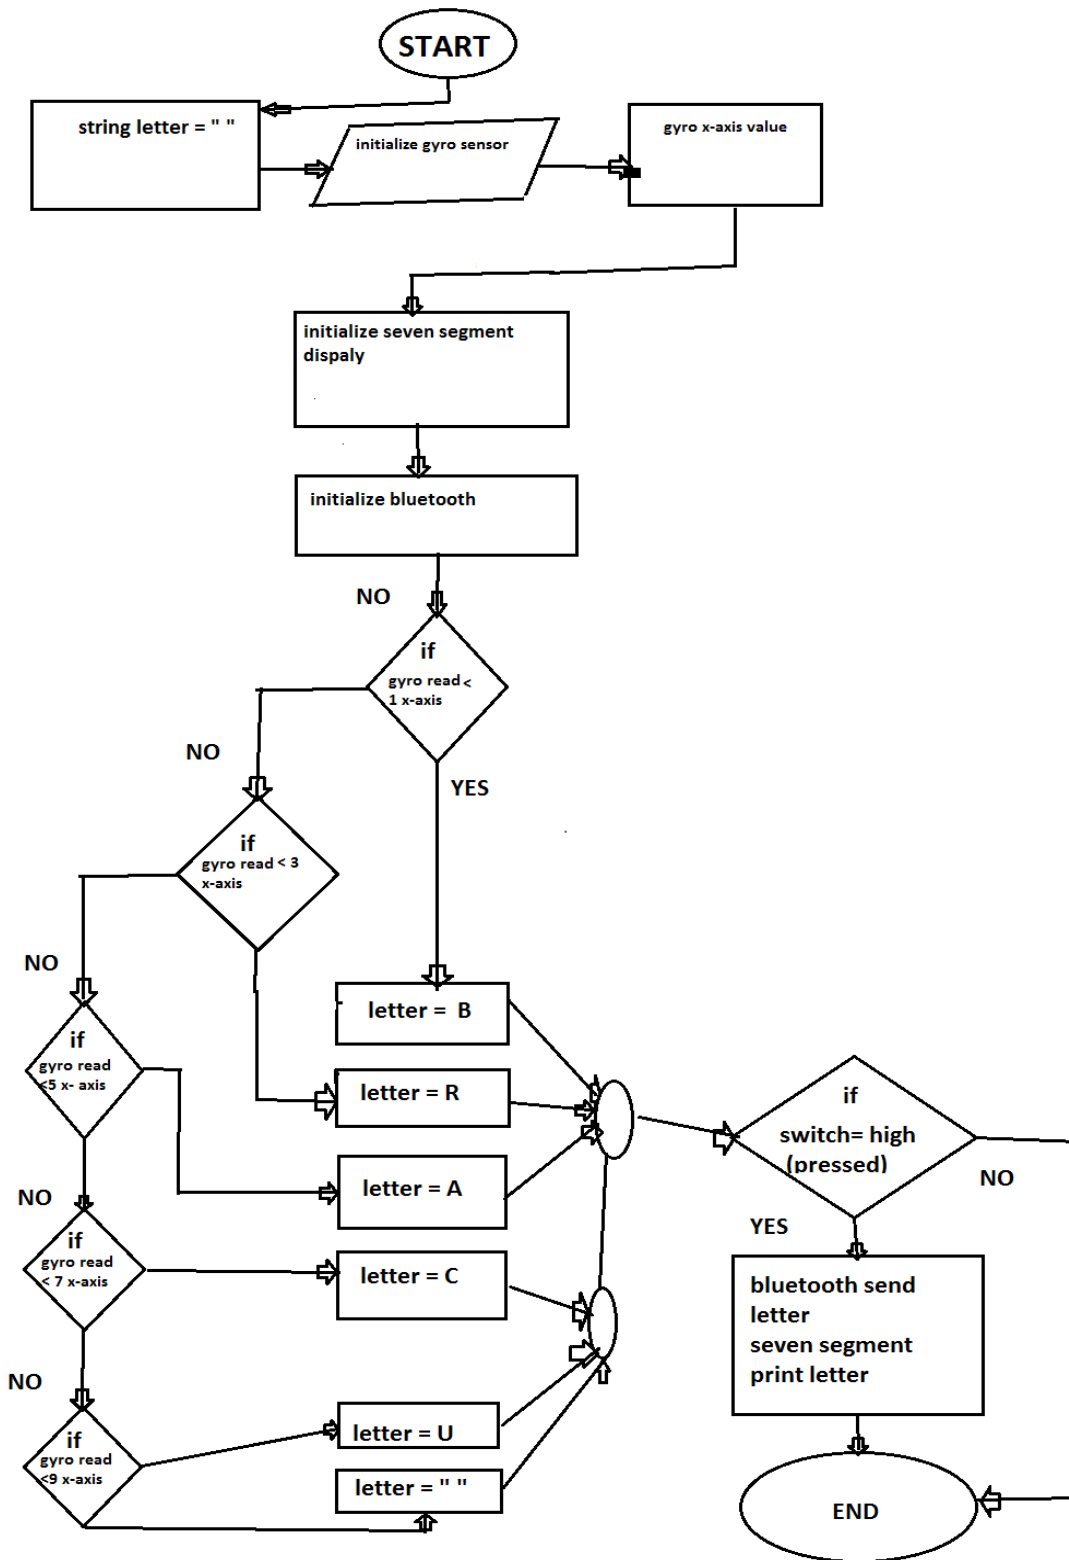 START
string letter = " "
initialize gyro sensor
gyro x-axis value
initialize seven segment
dispaly
initialize bluetooth
NO
if
gyro read <
1 x-axis
NO
YES
if
gyro read < 3
x-axis
NO
if
gyro read
<5 x- axis
letter =  B
letter = R
letter = A
NO
if
gyro read
< 7 x-axis
letter = C
NO
if
gyro read
<9 x-axis
letter = U
letter = " "
if
switch= high
(pressed)
NO
YES
bluetooth send
letter
seven segment
print letter
END